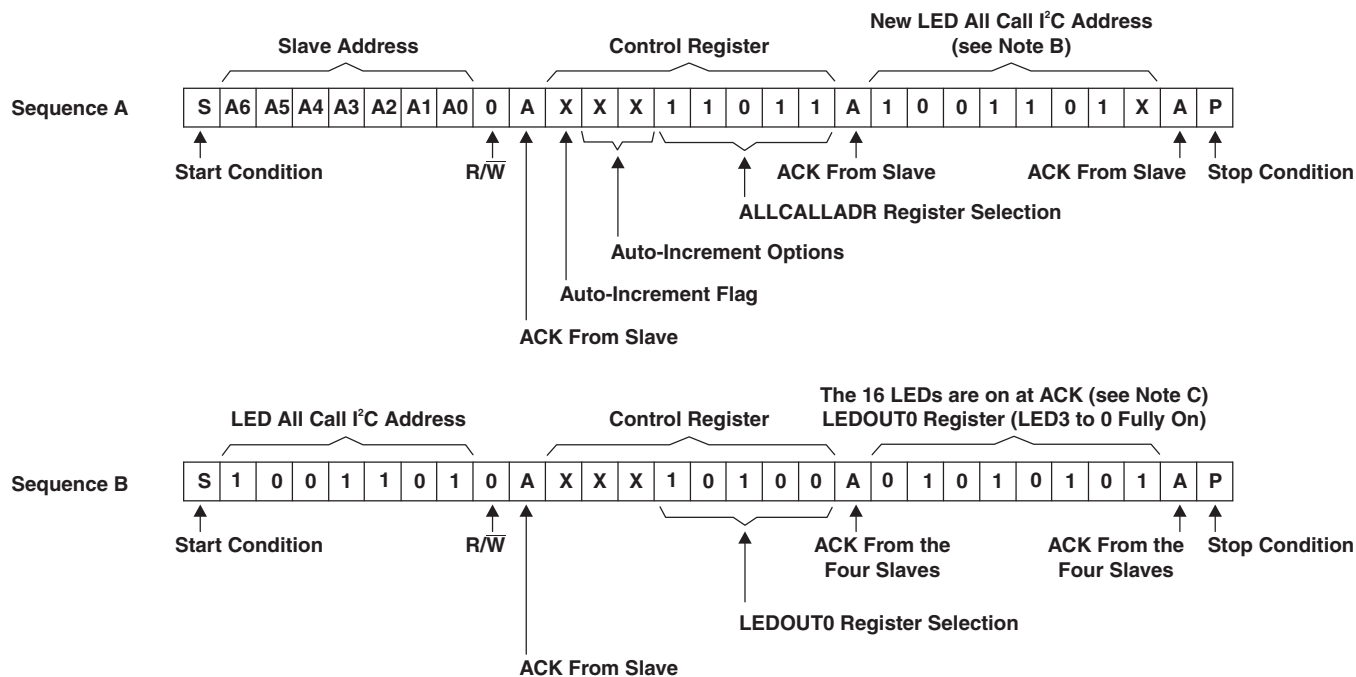 New LED All Call I²C Address
(see Note B)
Slave Address
Control Register
Sequence A
S A6 A5 A4 A3 A2 A1 A0 0 A X X X 1 1 0 1 1 A 1 0 0 1 1 0 1 X A P
Start Condition
R/W̅
ACK From Slave
ACK From Slave
Stop Condition
ALLCALLADR Register Selection
Auto-Increment Options
Auto-Increment Flag
ACK From Slave
The 16 LEDs are on at ACK (see Note C)
LED All Call I²C Address
Control Register
LEDOUT0 Register (LED3 to 0 Fully On)
Sequence B
S 1 0 0 1 1 0 1 0 A X X X 1 0 1 0 0 A 0 1 0 1 0 1 0 1 A P
Start Condition
R/W̅
ACK From the
Four Slaves
ACK From the
Four Slaves
Stop Condition
LEDOUT0 Register Selection
ACK From Slave